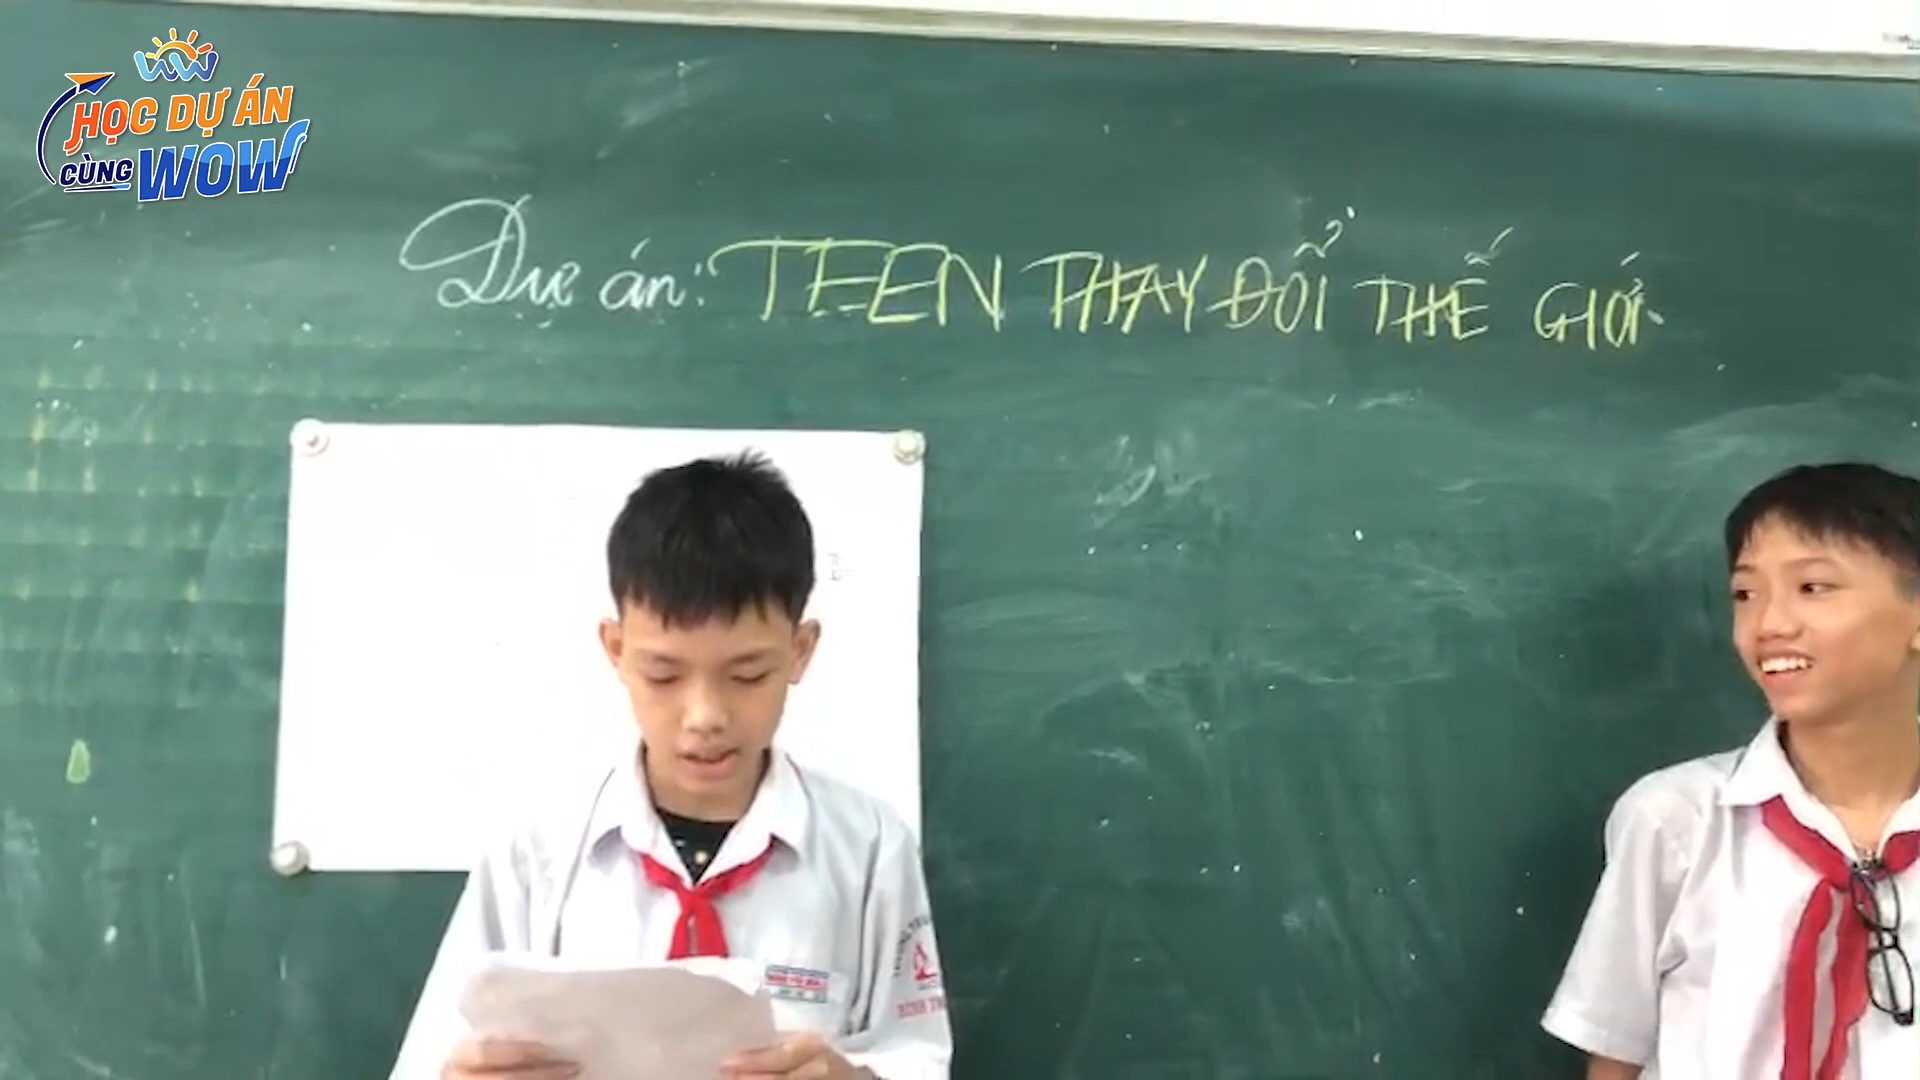 HỌC DỰ ÁN
CÙNG WOW
Dự án: TEEN THAY ĐỔI THẾ GIỚI.